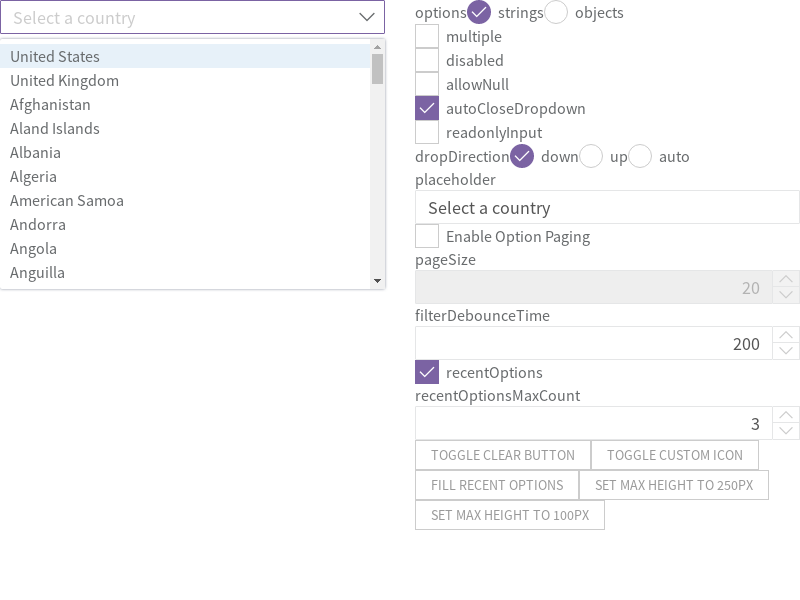 Select a country
United States
United Kingdom
Afghanistan
Aland Islands
Albania
Algeria
American Samoa
Andorra
Angola
Anguilla
options strings objects
multiple
disabled
allowNull
autoCloseDropdown
readonlyInput
dropDirection down up auto
placeholder
Select a country
Enable Option Paging
pageSize
20
filterDebounceTime
200
recentOptions
recentOptionsMaxCount
3
TOGGLE CLEAR BUTTON TOGGLE CUSTOM ICON
FILL RECENT OPTIONS SET MAX HEIGHT TO 250PX
SET MAX HEIGHT TO 100PX